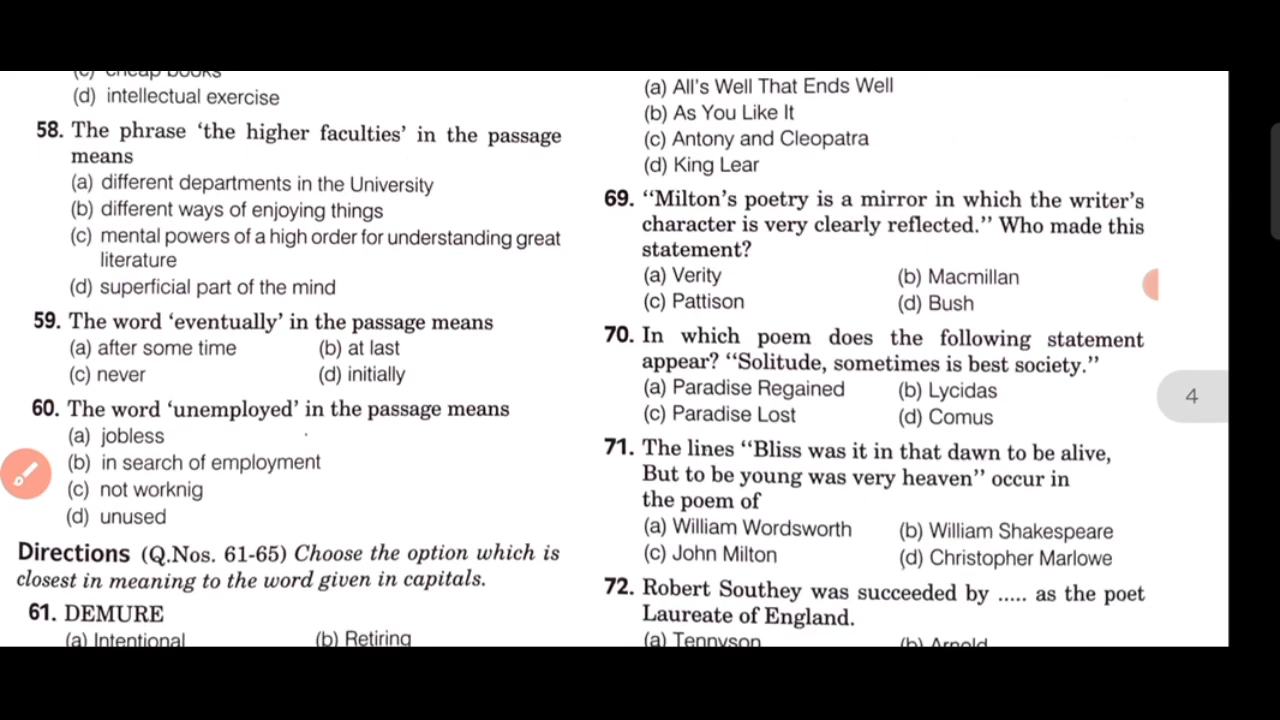 (c) cheap books
(d) intellectual exercise
58. The phrase ‘the higher faculties’ in the passage
means
(a) different departments in the University
(b) different ways of enjoying things
(c) mental powers of a high order for understanding great
literature
(d) superficial part of the mind
59. The word ‘eventually’ in the passage means
(a) after some time (b) at last
(c) never (d) initially
60. The word ‘unemployed’ in the passage means
(a) jobless
(b) in search of employment
(c) not worknig
(d) unused
Directions (Q.Nos. 61-65) Choose the option which is
closest in meaning to the word given in capitals.
61. DEMURE
(a) Intentional (b) Retiring
(a) All's Well That Ends Well
(b) As You Like It
(c) Antony and Cleopatra
(d) King Lear
69. “Milton’s poetry is a mirror in which the writer’s
character is very clearly reflected.” Who made this
statement?
(a) Verity (b) Macmillan
(c) Pattison (d) Bush
70. In which poem does the following statement
appear? “Solitude, sometimes is best society.”
(a) Paradise Regained (b) Lycidas
(c) Paradise Lost (d) Comus
71. The lines “Bliss was it in that dawn to be alive,
But to be young was very heaven” occur in
the poem of
(a) William Wordsworth (b) William Shakespeare
(c) John Milton (d) Christopher Marlowe
72. Robert Southey was succeeded by ..... as the poet
Laureate of England.
(a) Tennyson (b) Arnold
4